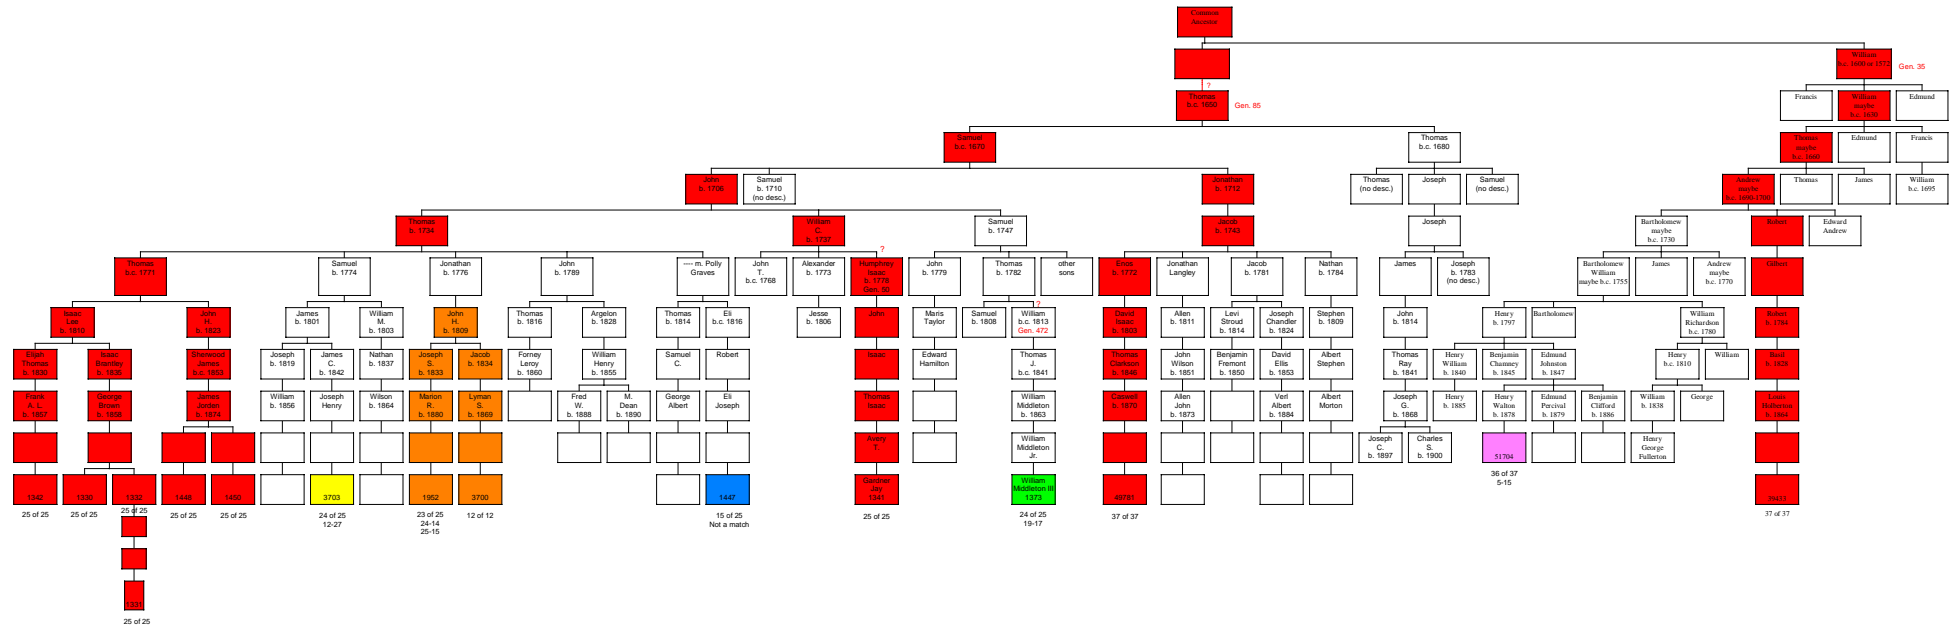 Common
Ancestor
William
b.c. 1600 or 1572
Gen. 35
?
Thomas
b.c. 1650
Gen. 85
Francis
William
maybe
b.c. 1630
Edmund
Samuel
b.c. 1670
Thomas
b.c. 1680
Thomas
maybe
b.c. 1660
Edmund
Francis
John
b. 1706
Samuel
b. 1710
(no desc.)
Jonathan
b. 1712
Thomas
(no desc.)
Joseph
Samuel
(no desc.)
Andrew
maybe
b.c. 1690-1700
Thomas
James
William
b.c. 1695
Thomas
b. 1734
William
C.
b. 1737
Samuel
b. 1747
Jacob
b. 1743
Joseph
Bartholomew
maybe
b.c. 1730
Robert
Edward
Andrew
?
Thomas
b.c. 1771
Samuel
b. 1774
Jonathan
b. 1776
John
b. 1789
---- m. Polly
Graves
John
T.
b.c. 1768
Alexander
b. 1773
Humphrey
Isaac
b. 1778
Gen. 90
John
b. 1779
Thomas
b. 1782
other
sons
Enos
b. 1772
Jonathan
Langley
Jacob
b. 1781
Nathan
b. 1784
James
Joseph
b. 1783
(no desc.)
Bartholomew
William
maybe b.c. 1755
James
Andrew
maybe
b.c. 1770
Gilbert
?
Isaac
Lee
b. 1810
John
H.
b. 1823
James
b. 1801
William
M.
b. 1803
John
H.
b. 1809
Thomas
b. 1816
Argelon
b. 1828
Thomas
b. 1814
Eli
b.c. 1816
Jesse
b. 1806
John
Maris
Taylor
Samuel
b. 1808
William
b.c. 1813
Gen. 472
David
Isaac
b. 1803
Allen
b. 1811
Levi
Stroud
b. 1814
Joseph
Chandler
b. 1824
Stephen
b. 1809
John
b. 1814
Henry
b. 1797
Bartholomew
William
Richardson
b.c. 1780
Robert
b. 1784
Elijah
Thomas
b. 1830
Isaac
Brantley
b. 1836
Sherwood
James
b.c. 1853
Joseph
b. 1819
James
C.
b. 1842
Nathan
b. 1837
Joseph
S.
b. 1833
Jacob
b. 1834
Forney
Leroy
b. 1860
William
Henry
b. 1855
Samuel
C.
Robert
Isaac
Edward
Hamilton
Thomas
J.
b.c. 1841
Thomas
Clarkson
b. 1846
John
Wilson
b. 1851
Benjamin
Fremont
b. 1850
David
Ellis
b. 1853
Albert
Stephen
Thomas
Ray
b. 1841
Henry
William
b. 1840
Benjamin
Chamney
b. 1845
Edmund
Johnston
b. 1847
Henry
b.c. 1810
William
Basil
b. 1828
Frank
A. L.
b. 1857
George
Brown
b. 1858
James
Jorden
b. 1874
William
b. 1856
Joseph
Henry
Wilson
b. 1864
Marion
R.
b. 1880
Lyman
S.
b. 1869
Fred
W.
b. 1888
M.
Dean
b. 1890
George
Albert
Eli
Joseph
Thomas
Isaac
William
Middleton
b. 1863
Caswell
b. 1870
Allen
John
b. 1873
Verl
Albert
b. 1884
Albert
Morton
Joseph
G.
b. 1868
Henry
b. 1885
Henry
Walton
b. 1878
Edmund
Percival
b. 1879
Benjamin
Clifford
b. 1886
William
b. 1838
George
Louis
b. 1864
Avery
T.
William
Middleton
Jr.
Joseph
C.
b. 1897
Charles
S.
b. 1900
51704
Henry
George
Fullerton
36 of 37
5-15
1342
1330
1332
1448
1450
3703
1952
3700
1447
Gardner
Jay
1341
William
Middleton III
1373
49781
39433
25 of 25
25 of 25
25 of 25
25 of 25
25 of 25
24 of 25
12-27
23 of 25
24-14
25-15
12 of 12
15 of 25
Not a match
25 of 25
24 of 25
19-17
37 of 37
37 of 37
1331
25 of 25